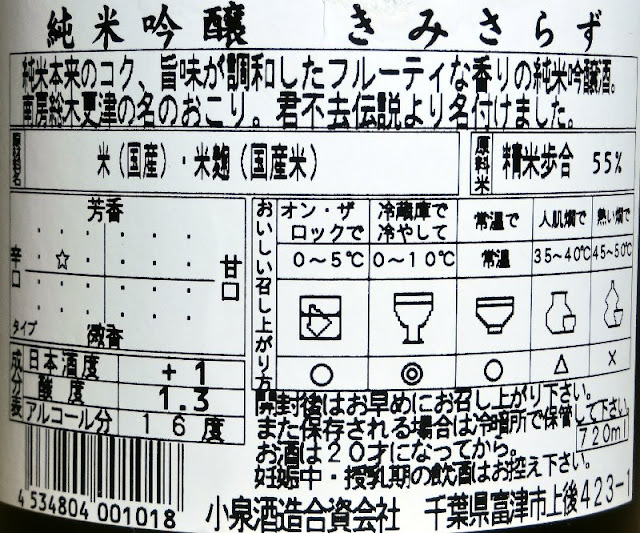 純米吟醸 きみさらず
純米本来のコク、旨味が調和したフルーティな香りの純米吟醸酒。
南房総木更津の名のおこり。君不去伝説より名付けました。
原材料名 米(国産)・米麹(国産米)
原料米 精米歩合 55%
芳香
辛口 ☆ 甘口
タイプ 微香
おいしい召し上がり方
オン・ザロックで 冷蔵庫で冷やして 常温で 人肌燗で 熱い燗で
0〜5℃ 0〜10℃ 常温 35〜40℃ 45〜50℃
○ ◎ ○ △ ×
成分表
日本酒度 +1
酸度 1.3
アルコール分 16度
開封後はお早めにお召し上がり下さい。
また保存される場合は冷暗所で保管して下さい。
お酒は20才になってから。
妊娠中・授乳期の飲酒はお控え下さい。
720ml
4 534804 001018
小泉酒造合資会社 千葉県富津市上後423-1